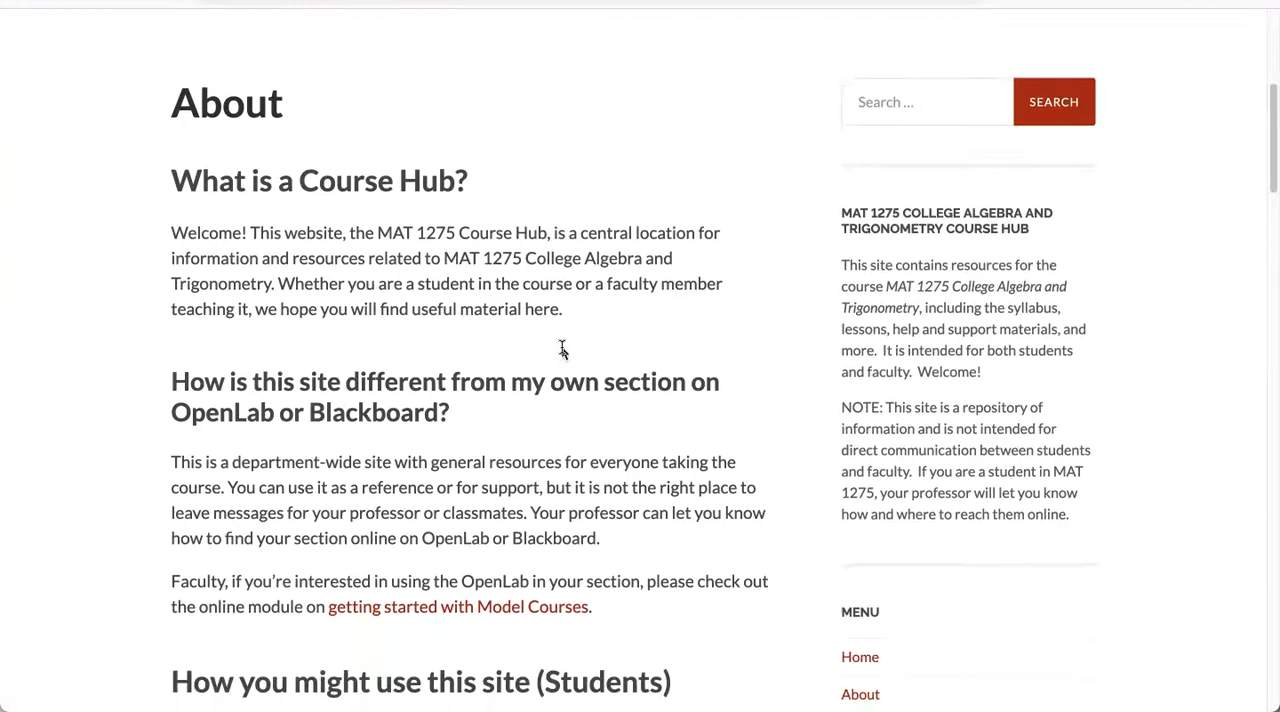 About
What is a Course Hub?
Welcome! This website, the MAT 1275 Course Hub, is a central location for
information and resources related to MAT 1275 College Algebra and
Trigonometry. Whether you are a student in the course or a faculty member
teaching it, we hope you will find useful material here.
How is this site different from my own section on
OpenLab or Blackboard?
This is a department-wide site with general resources for everyone taking the
course. You can use it as a reference or for support, but it is not the right place to
leave messages for your professor or classmates. Your professor can let you know
how to find your section online on OpenLab or Blackboard.
Faculty, if you’re interested in using the OpenLab in your section, please check out
the online module on getting started with Model Courses.
How you might use this site (Students)
Search …
SEARCH
MAT 1275 COLLEGE ALGEBRA AND
TRIGONOMETRY COURSE HUB
This site contains resources for the
course MAT 1275 College Algebra and
Trigonometry, including the syllabus,
lessons, help and support materials, and
more. It is intended for both students
and faculty. Welcome!
NOTE: This site is a repository of
information and is not intended for
direct communication between students
and faculty. If you are a student in MAT
1275, your professor will let you know
how and where to reach them online.
MENU
Home
About